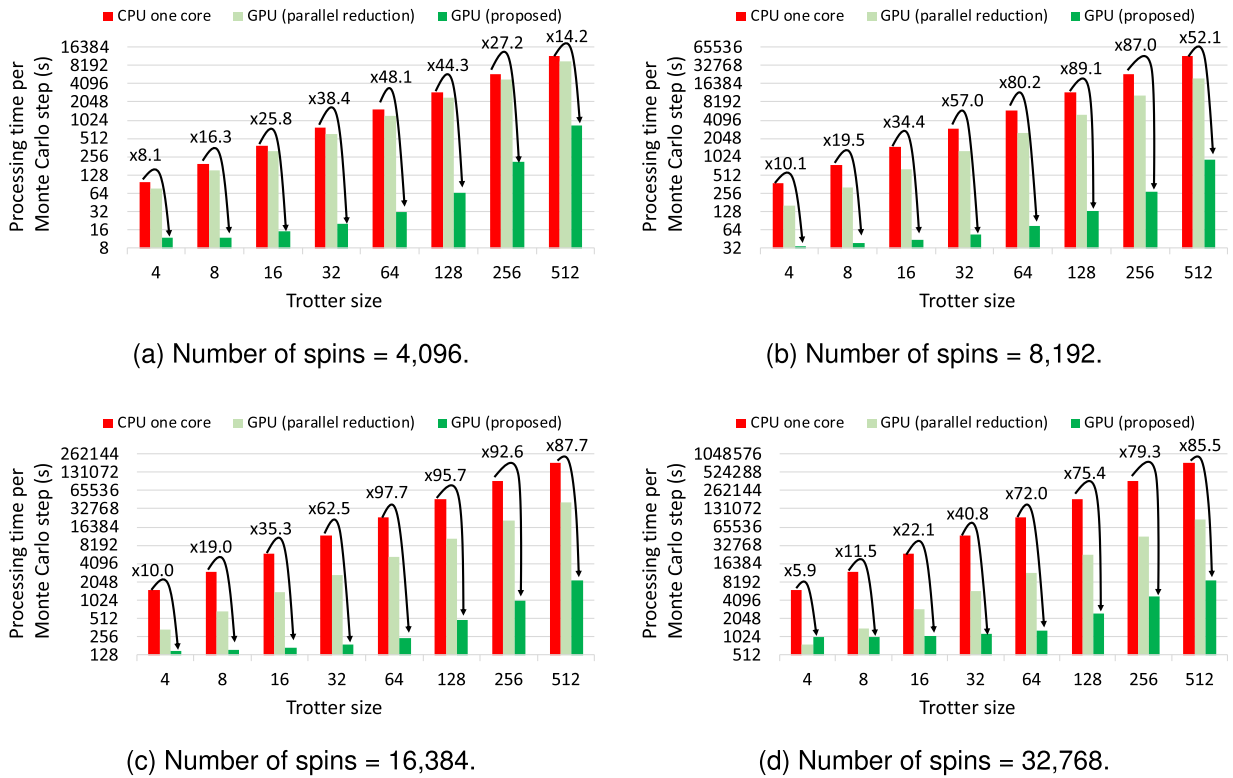 CPU one core GPU (parallel reduction) GPU (proposed)
Processing time per
Monte Carlo step (s)
16384
8192
4096
2048
1024
512
256
128
64
32
16
8
x8.1 x16.3 x25.8 x38.4 x48.1 x44.3 x27.2 x14.2
4 8 16 32 64 128 256 512
Trotter size
(a) Number of spins = 4,096.
CPU one core GPU (parallel reduction) GPU (proposed)
Processing time per
Monte Carlo step (s)
65536
32768
16384
8192
4096
2048
1024
512
256
128
64
32
x10.1 x19.5 x34.4 x57.0 x80.2 x89.1 x87.0 x52.1
4 8 16 32 64 128 256 512
Trotter size
(b) Number of spins = 8,192.
CPU one core GPU (parallel reduction) GPU (proposed)
Processing time per
Monte Carlo step (s)
262144
131072
65536
32768
16384
8192
4096
2048
1024
512
256
128
x10.0 x19.0 x35.3 x62.5 x97.7 x95.7 x92.6 x87.7
4 8 16 32 64 128 256 512
Trotter size
(c) Number of spins = 16,384.
CPU one core GPU (parallel reduction) GPU (proposed)
Processing time per
Monte Carlo step (s)
1048576
524288
262144
131072
65536
32768
16384
8192
4096
2048
1024
512
x5.9 x11.5 x22.1 x40.8 x72.0 x75.4 x79.3 x85.5
4 8 16 32 64 128 256 512
Trotter size
(d) Number of spins = 32,768.